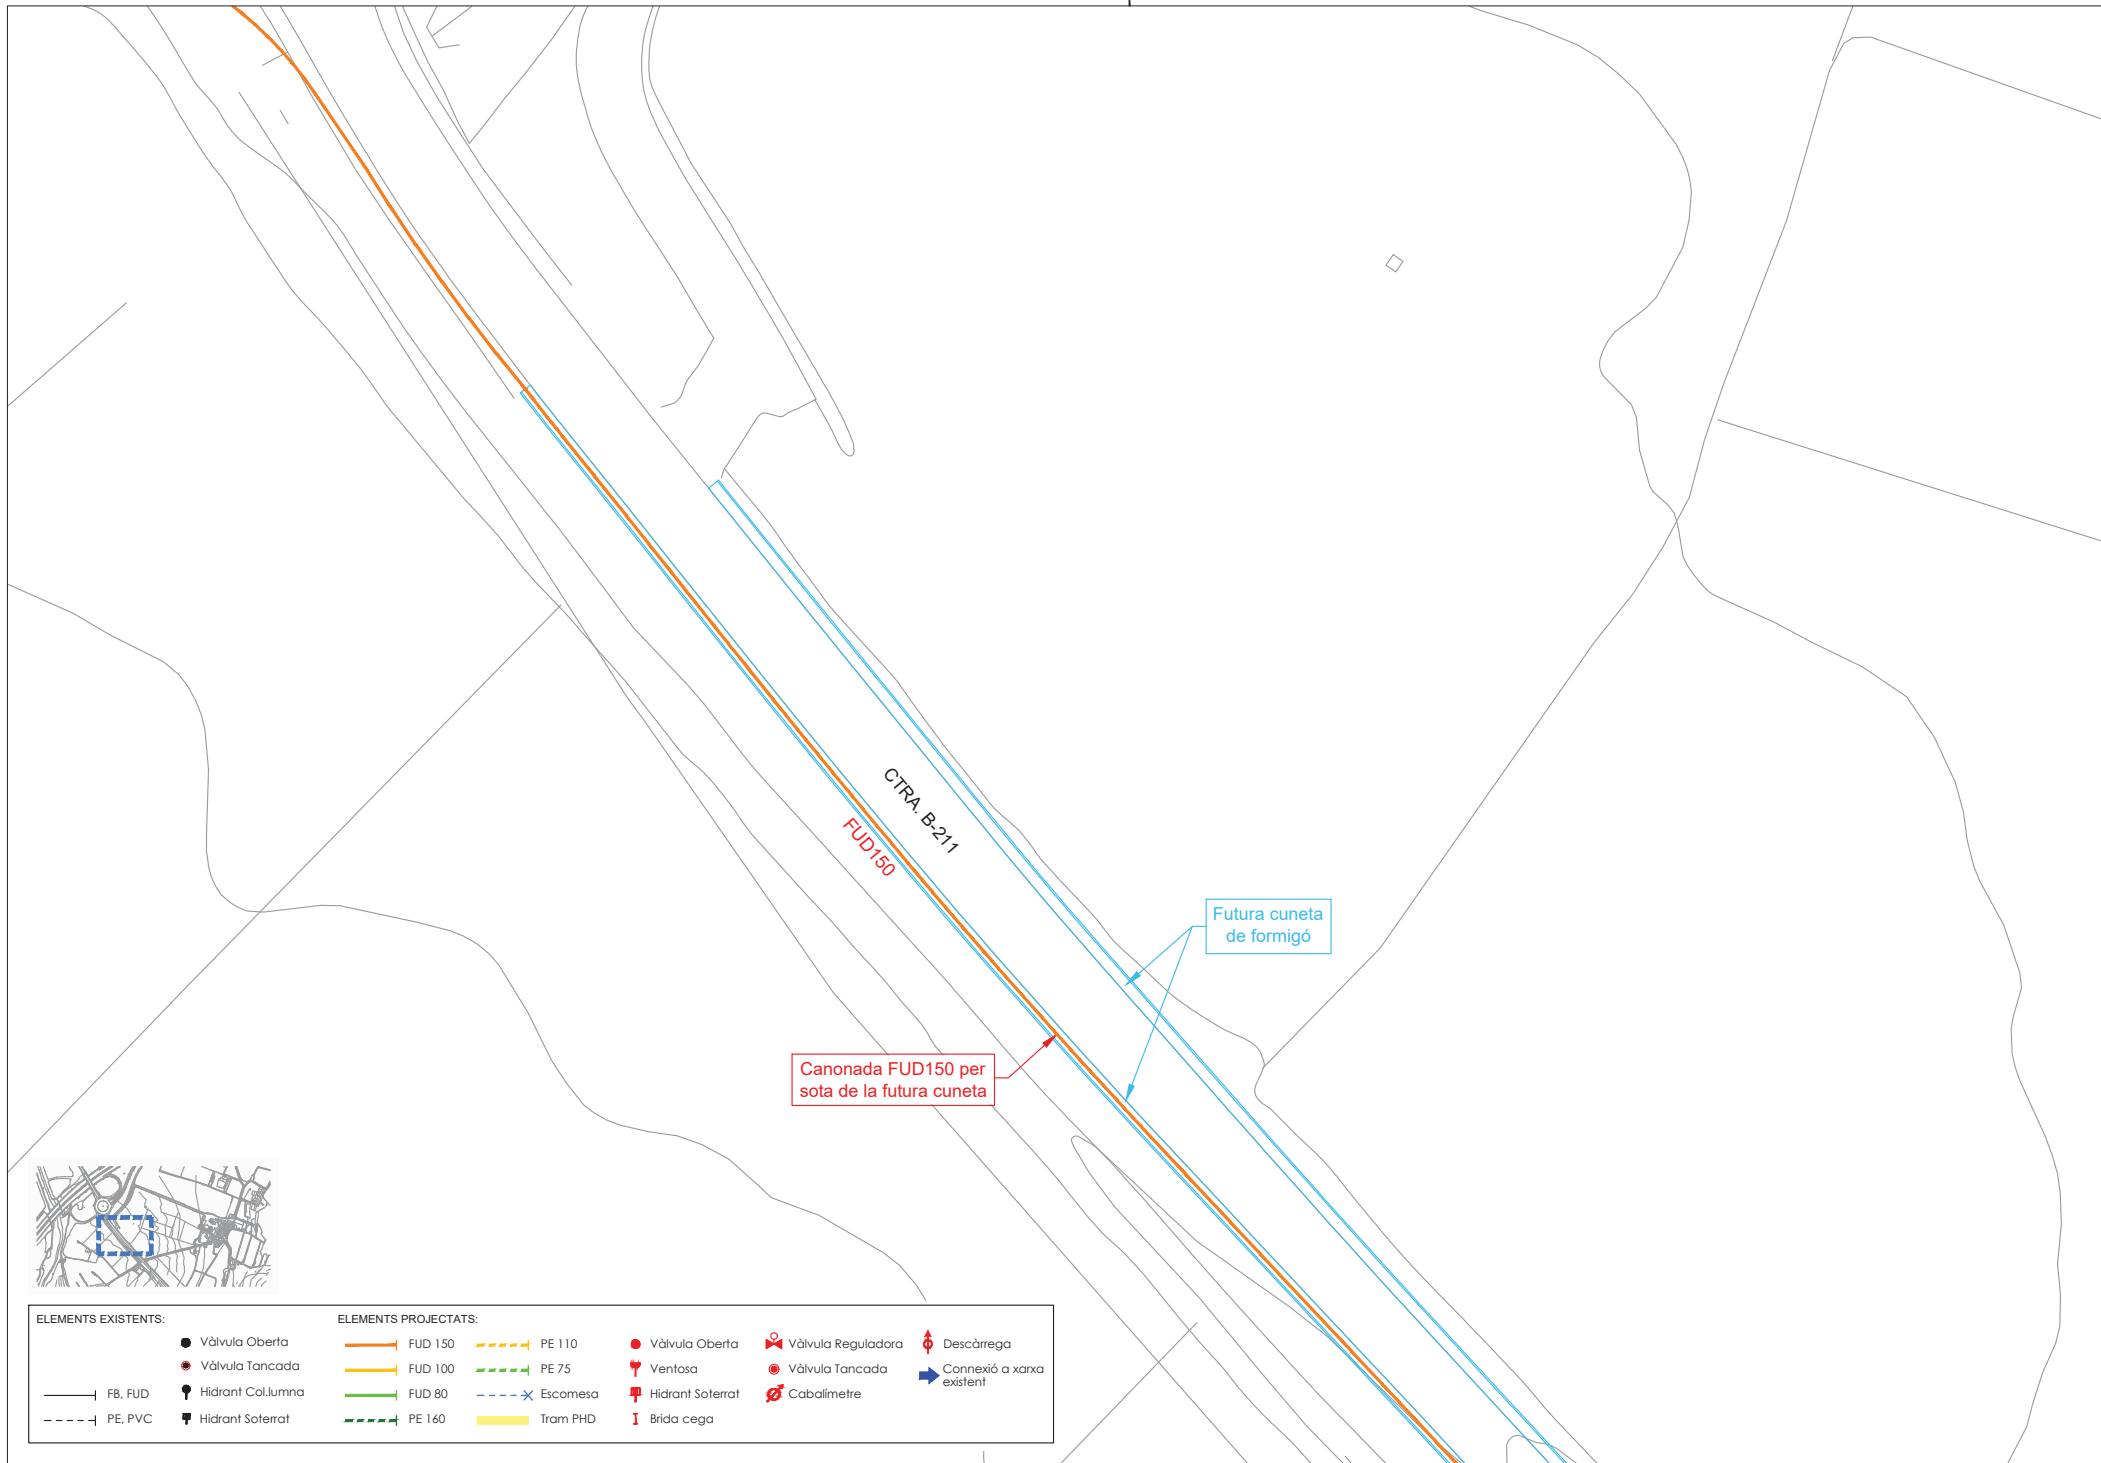 CTRA. B-211
FUD150
Futura cuneta
de formigó
Canonada FUD150 per
sota de la futura cuneta
ELEMENTS EXISTENTS:
Vàlvula Oberta
Vàlvula Tancada
FB, FUD
Hidrant Col.lumna
PE, PVC
Hidrant Soterrat
ELEMENTS PROJECTATS:
FUD 150
FUD 100
FUD 80
PE 160
PE 110
PE 75
Escomesa
Tram PHD
Vàlvula Oberta
Ventosa
Hidrant Soterrat
Brida cega
Vàlvula Reguladora
Vàlvula Tancada
Cabalímetre
Descàrrega
Connexió a xarxa
existent